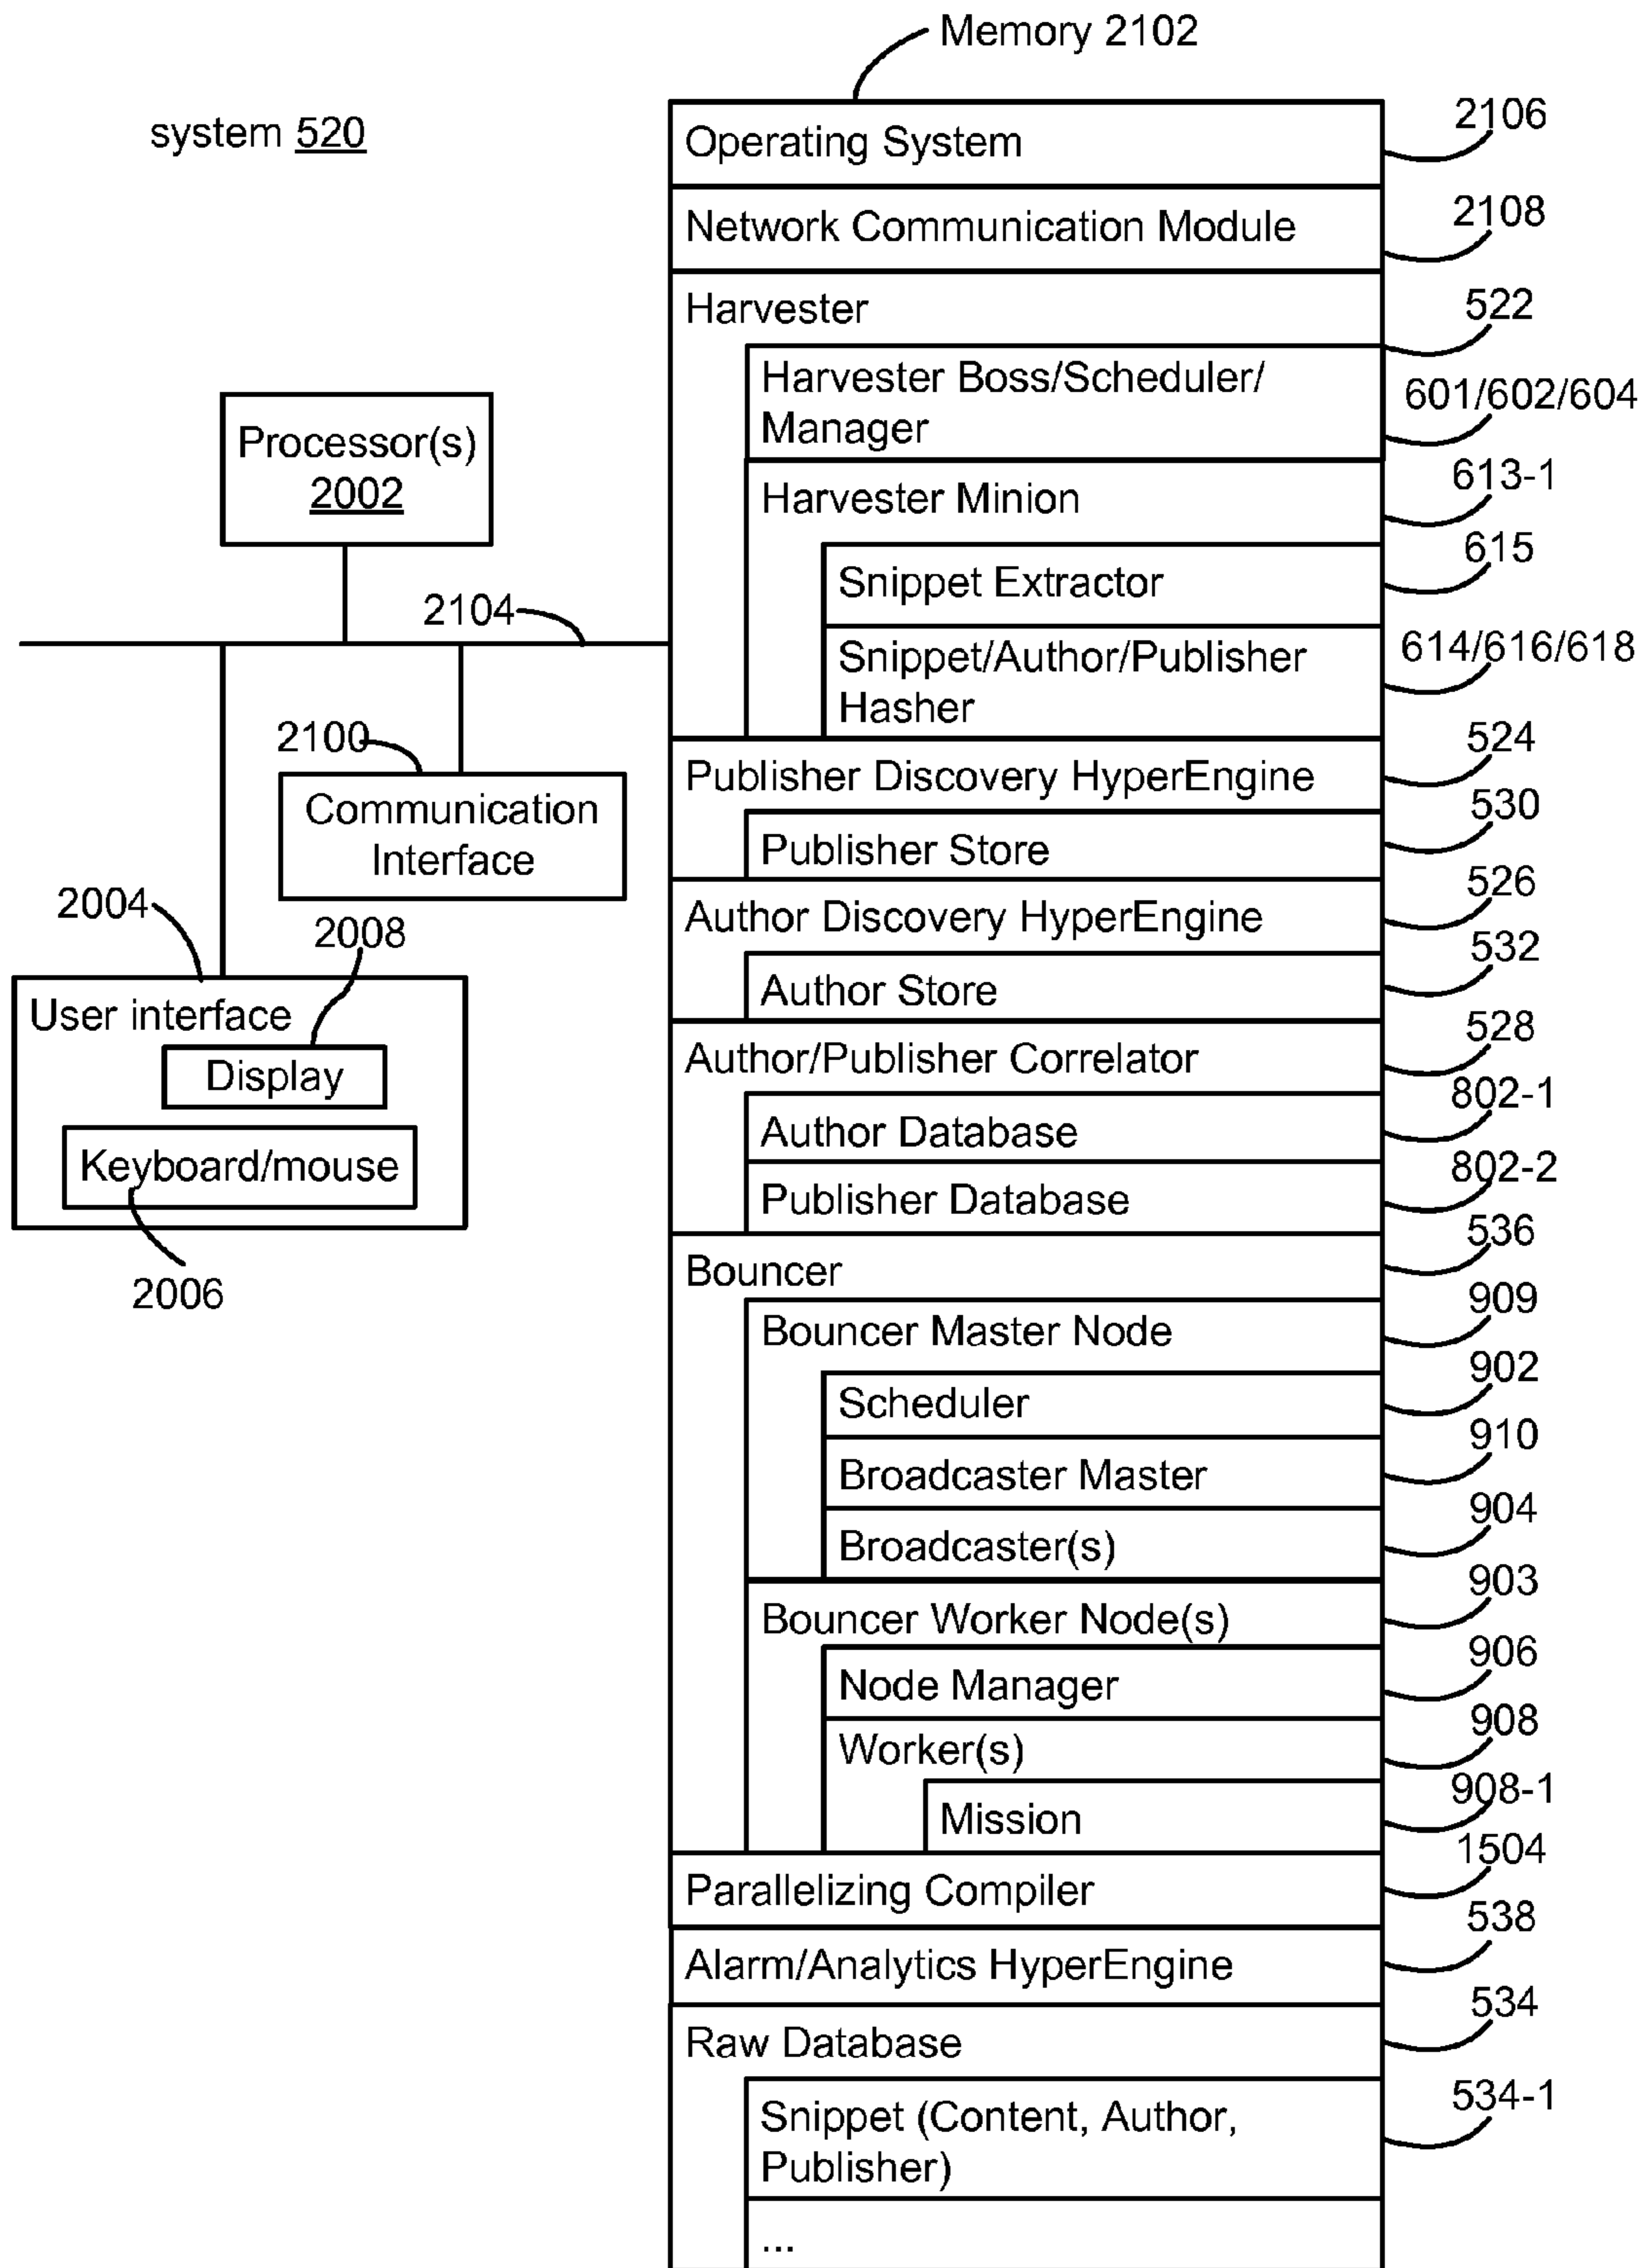 Memory 2102
system 520
Operating System
2106
Network Communication Module
2108
Harvester
522
Harvester Boss/Scheduler/
Manager
601/602/604
Harvester Minion
613-1
Snippet Extractor
615
Snippet/Author/Publisher
Hasher
614/616/618
Processor(s)
2002
2104
2100
Communication
Interface
2004
2008
User interface
Display
Keyboard/mouse
2006
Publisher Discovery HyperEngine
524
Publisher Store
530
Author Discovery HyperEngine
526
Author Store
532
Author/Publisher Correlator
528
Author Database
802-1
Publisher Database
802-2
Bouncer
536
Bouncer Master Node
909
Scheduler
902
Broadcaster Master
910
Broadcaster(s)
904
Bouncer Worker Node(s)
903
Node Manager
906
Worker(s)
908
Mission
908-1
Parallelizing Compiler
1504
Alarm/Analytics HyperEngine
538
Raw Database
534
Snippet (Content, Author,
Publisher)
534-1
...